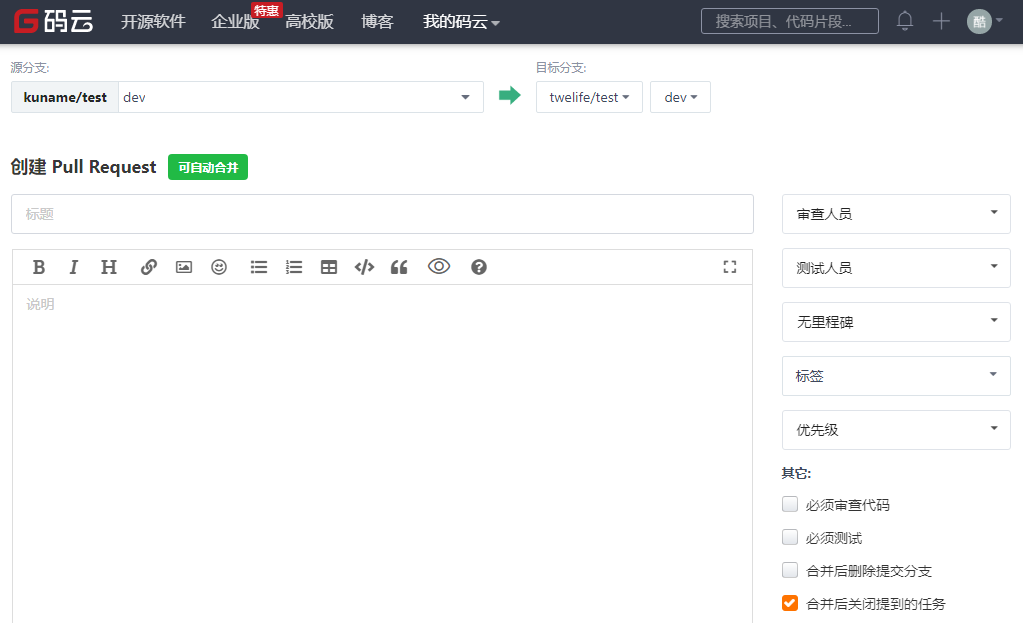 G 码云 开源软件 企业版 特惠 高校版 博客 我的码云 搜索项目、代码片段... 酷
源分支: 目标分支:
kuname/test dev twelife/test dev
创建 Pull Request 可自动合并
标题 审查人员
B I H
测试人员
说明
无里程碑
标签
优先级
其它:
必须审查代码
必须测试
合并后删除提交分支
合并后关闭提到的任务